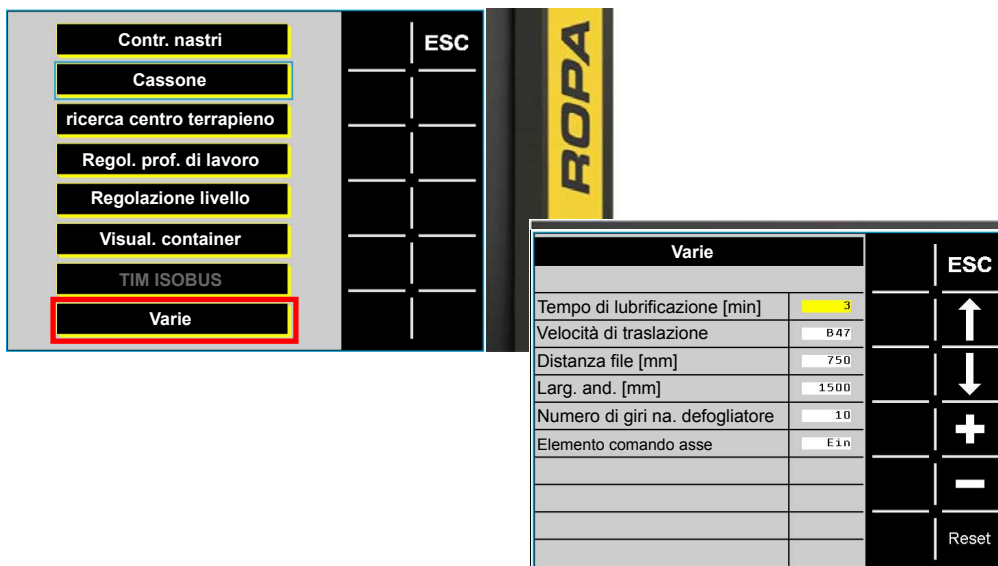 Contr. nastri
ESC
Cassone
ricerca centro terrapieno
Regol. prof. di lavoro
Regolazione livello
Visual. container
TIM ISOBUS
Varie
ROPA
Varie
ESC
Tempo di lubrificazione [min] 3
Velocità di traslazione B47
Distanza file [mm] 750
Larg. and. [mm] 1500
Numero di giri na. defogliatore 10
Elemento comando asse Ein
Reset